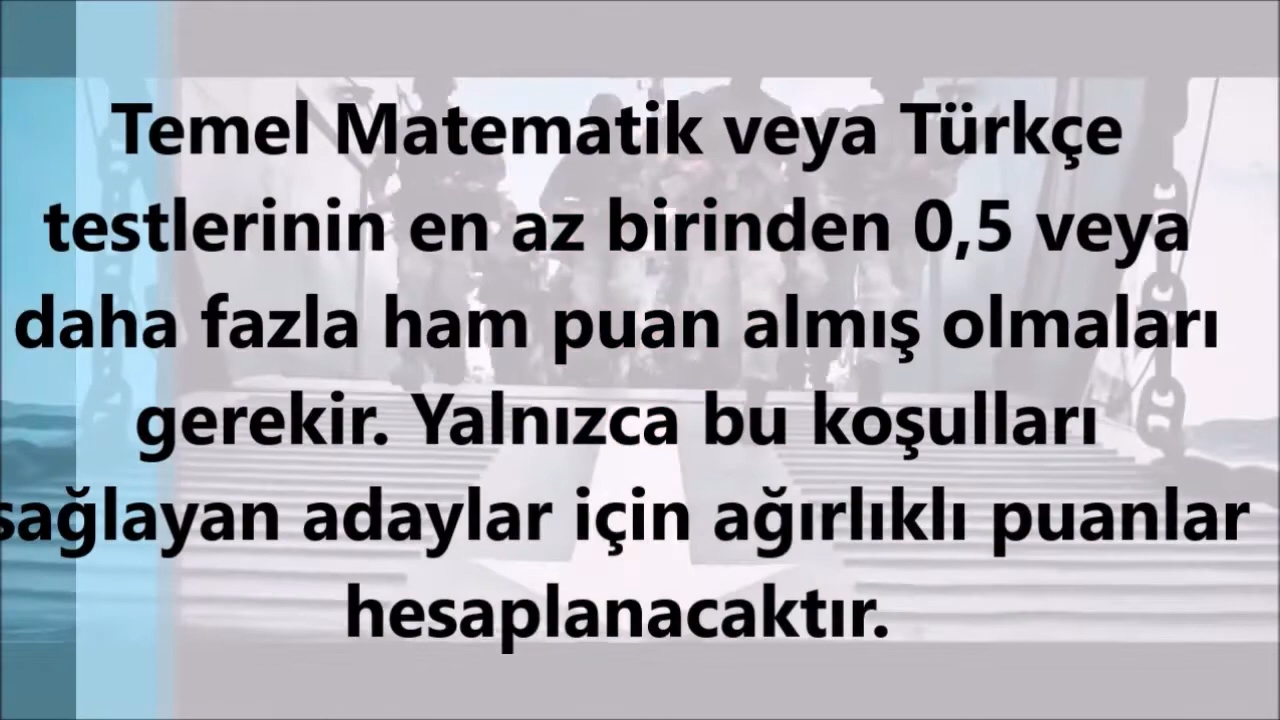 Temel Matematik veya Türkçe
testlerinin en az birinden 0,5 veya
daha fazla ham puan almış olmaları
gerekir. Yalnızca bu koşulları
sağlayan adaylar için ağırlıklı puanlar
hesaplanacaktır.